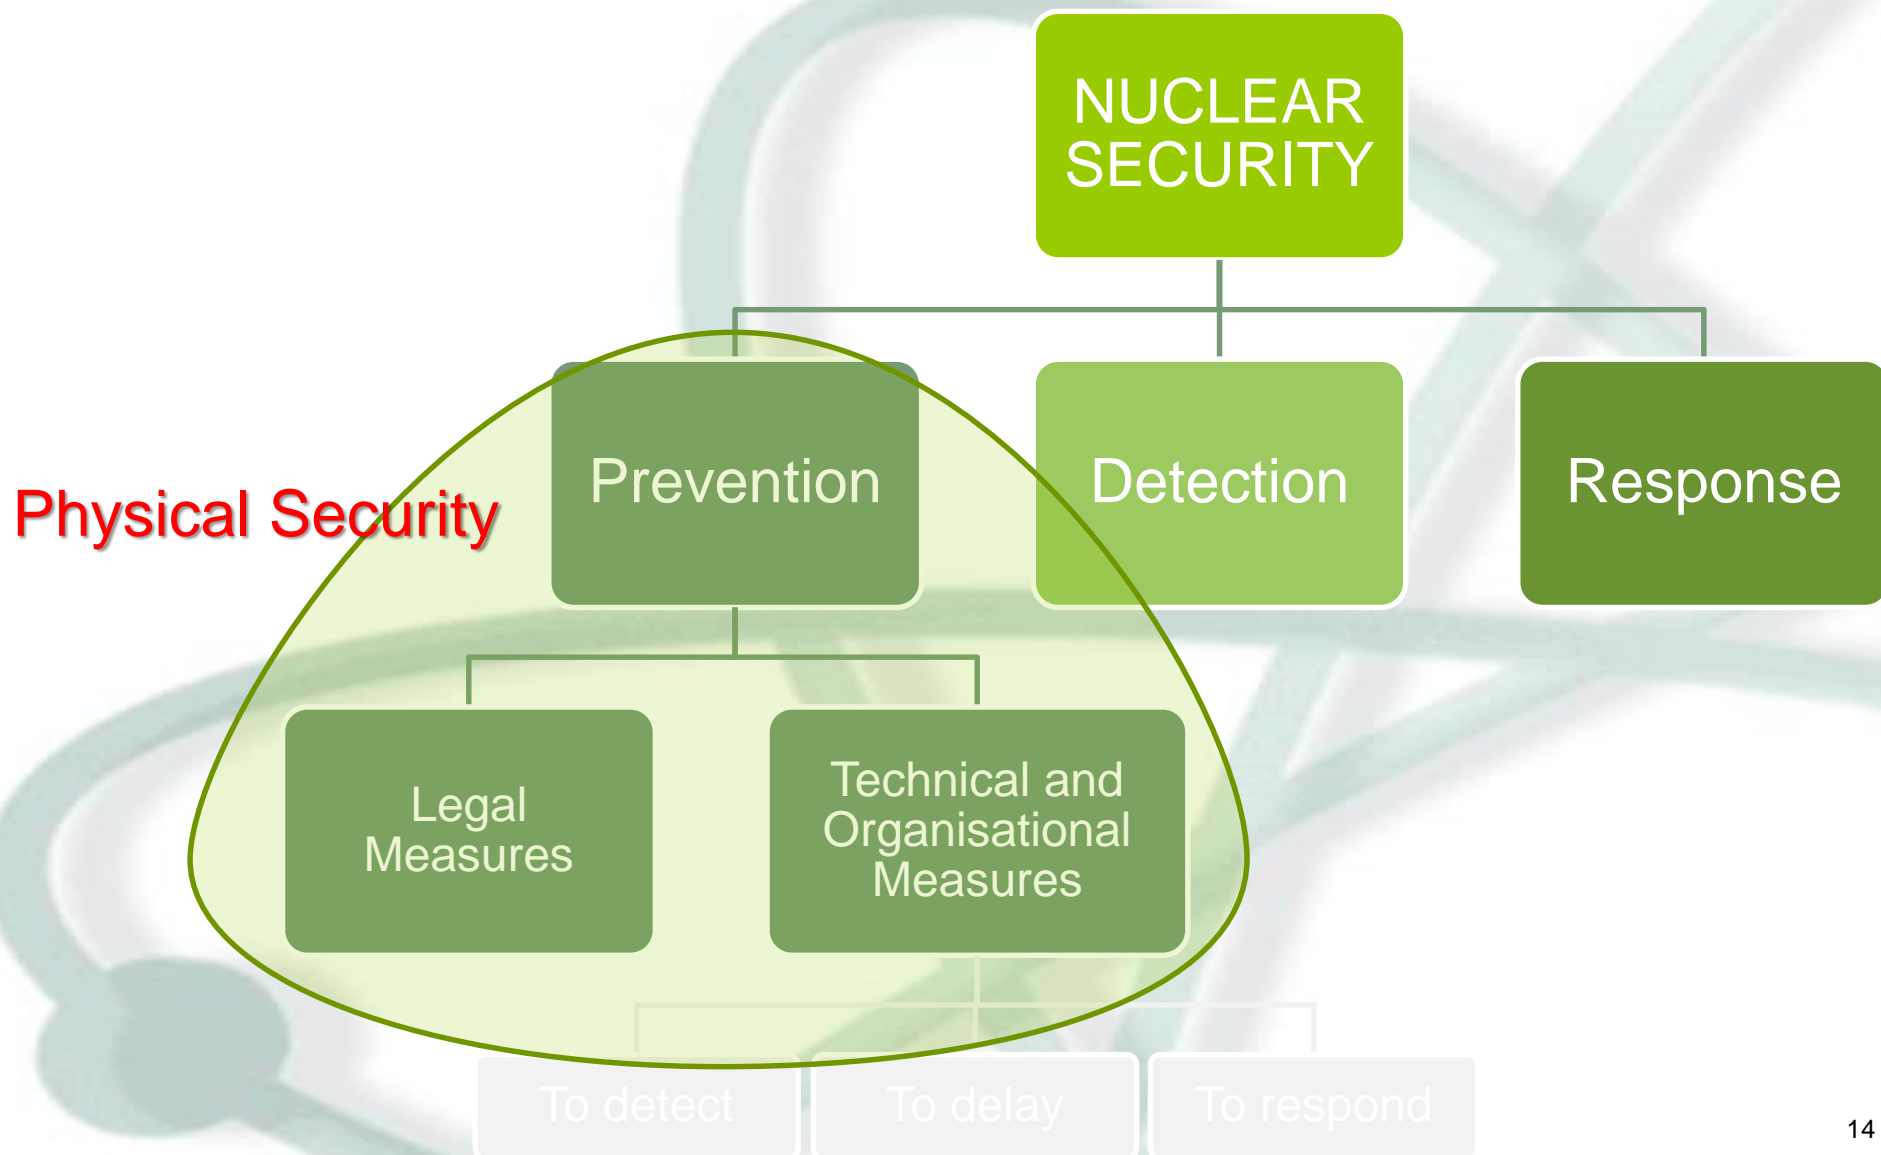 NUCLEAR
SECURITY
Prevention
Detection
Response
Physical Security
Legal
Measures
Technical and
Organisational
Measures
To detect
To delay
To respond
14